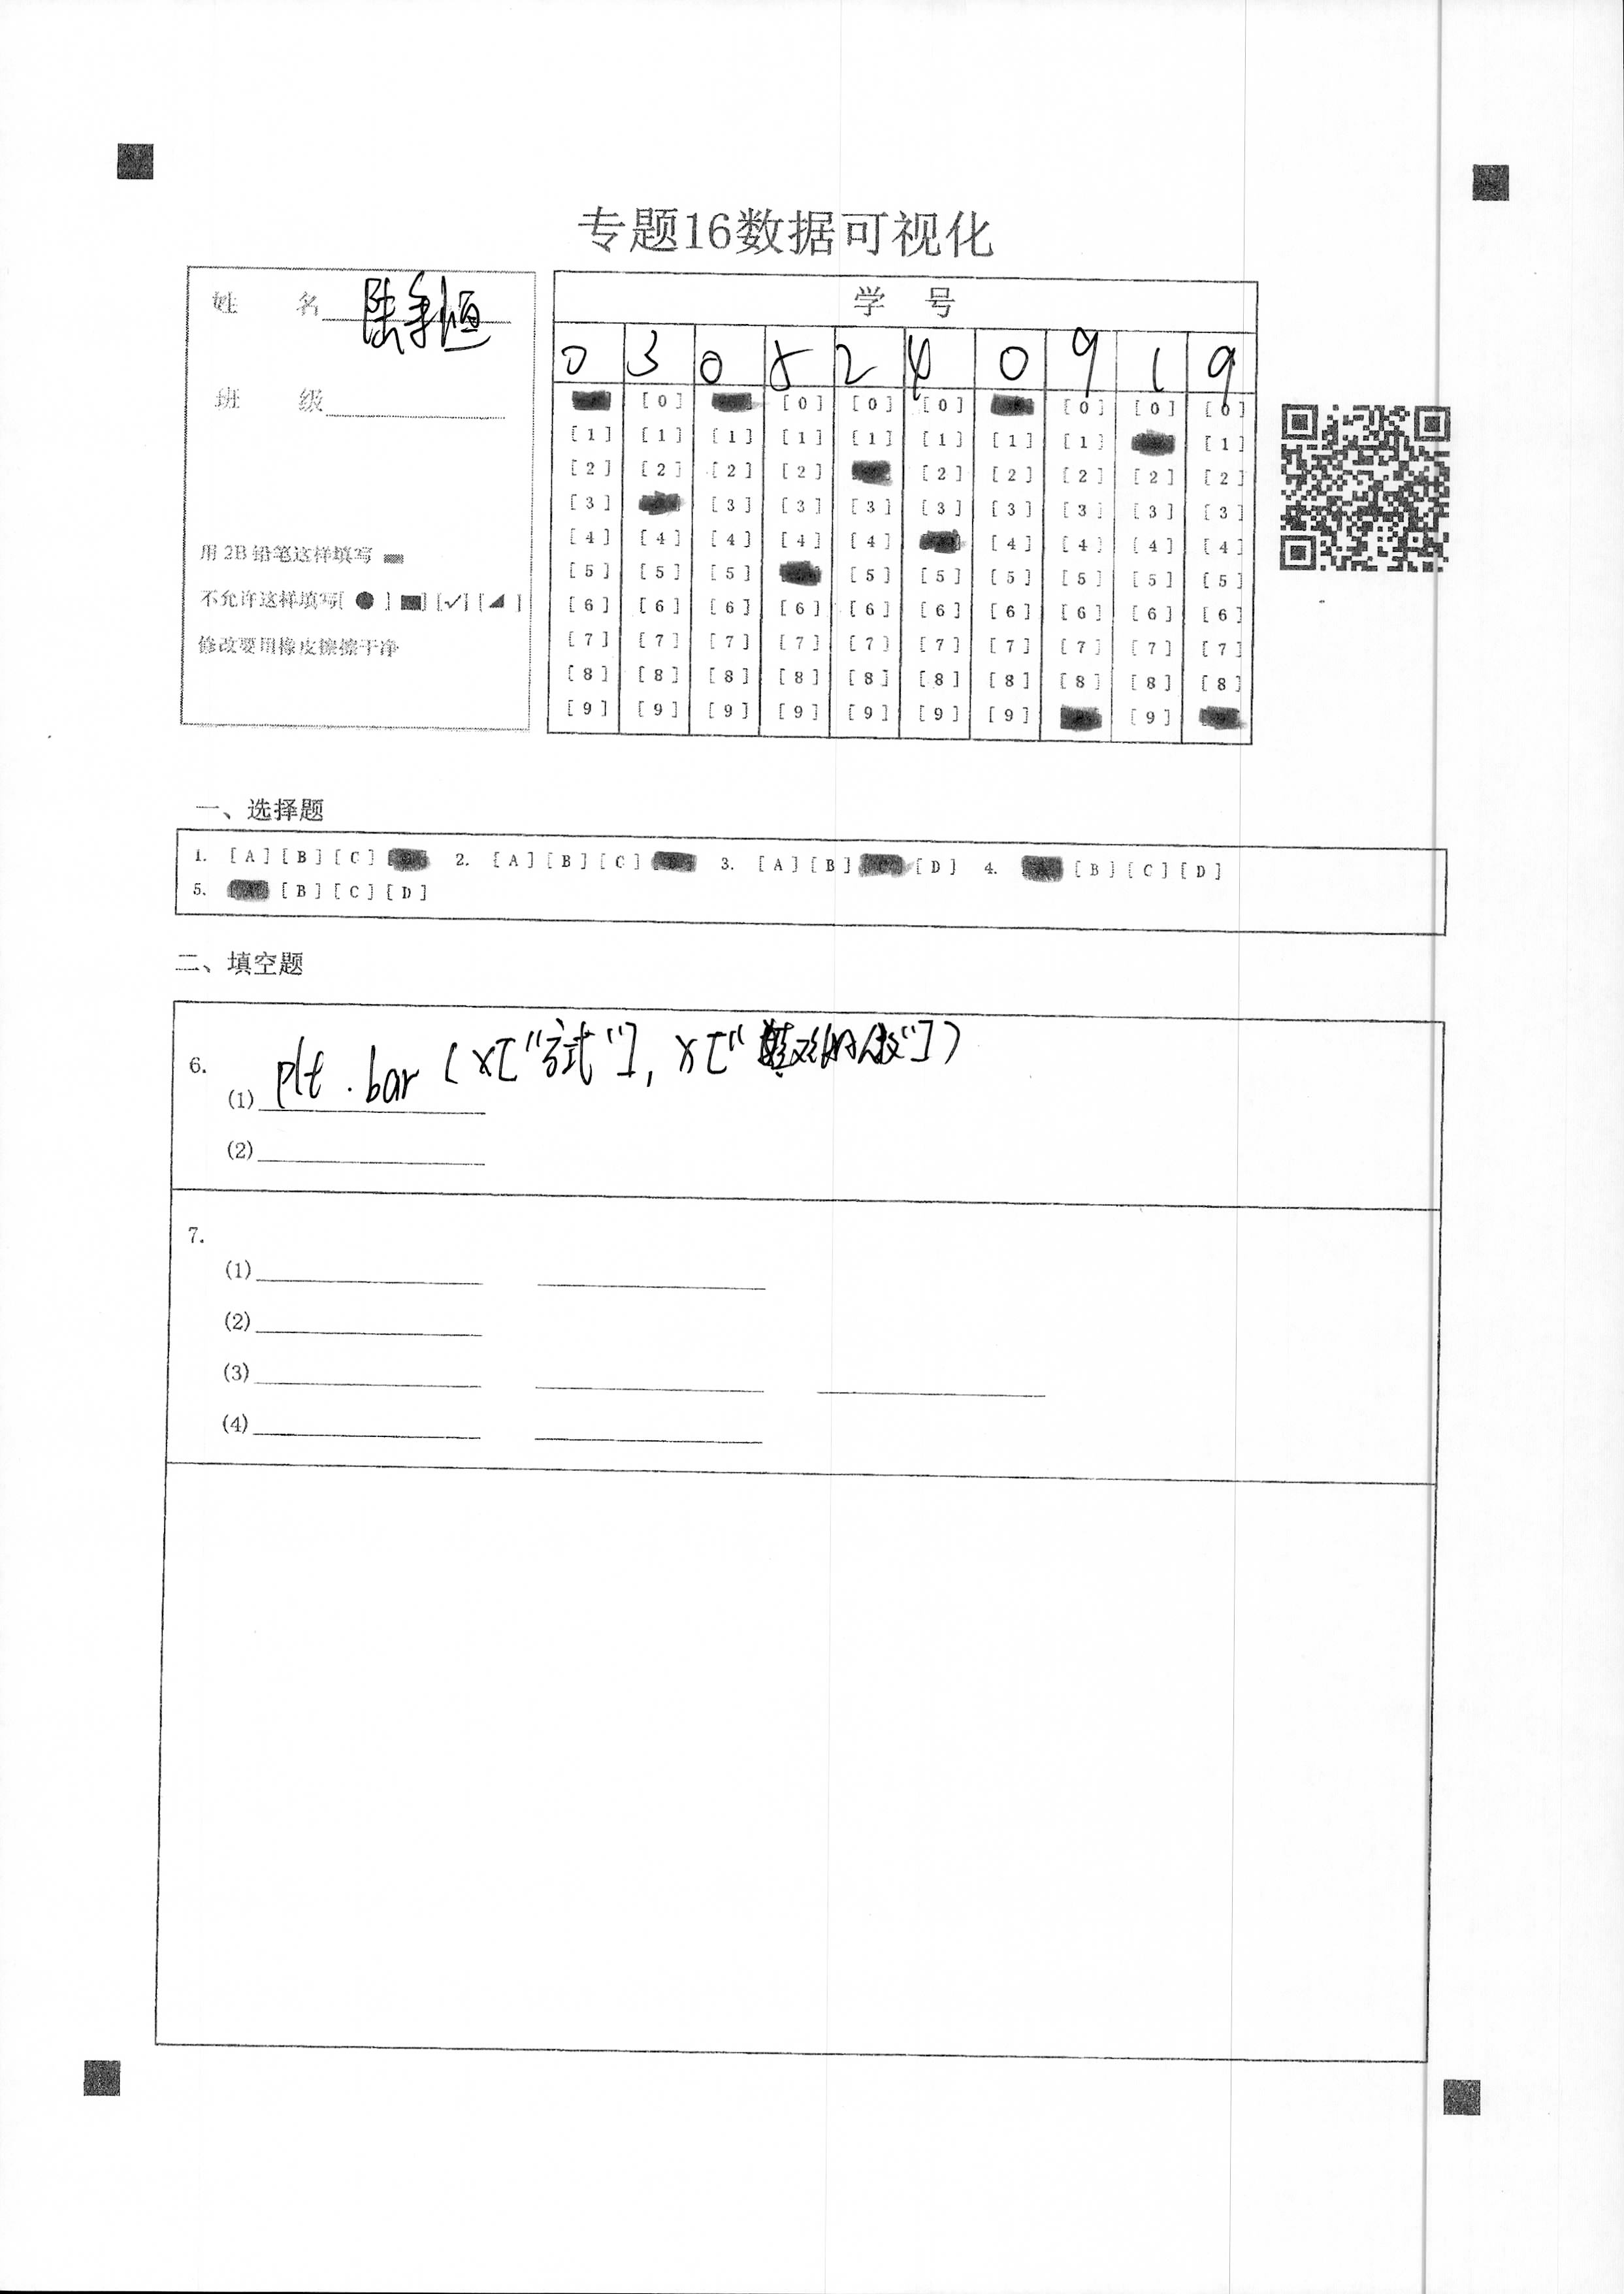 专题16数据可视化
姓 名 陆 恒
班 级
用 2B 铅笔这样填写
不允许这样填写[ ● ] [✓] [ ]
修改要用橡皮擦擦干净
学 号
0 3 0 5 2 4 0 9 1 9
[0] [0] [0] [0] [0] [0] [0]
[1] [1] [1] [1] [1] [1] [1] [1] [1]
[2] [2] [2] [2] [2] [2] [2] [2] [2]
[3] [3] [3] [3] [3] [3] [3] [3] [3]
[4] [4] [4] [4] [4] [4] [4] [4] [4]
[5] [5] [5] [5] [5] [5] [5] [5] [5]
[6] [6] [6] [6] [6] [6] [6] [6] [6] [6]
[7] [7] [7] [7] [7] [7] [7] [7] [7] [7]
[8] [8] [8] [8] [8] [8] [8] [8] [8] [8]
[9] [9] [9] [9] [9] [9] [9] [9]
一、选择题
1. [A] [B] [C] 2. [A] [B] [C] 3. [A] [B] [D] 4. [B] [C] [D]
5. [B] [C] [D]
二、填空题
6.
(1) plt.bar(x["方式"], x["人数"])
(2)
7.
(1)
(2)
(3)
(4)